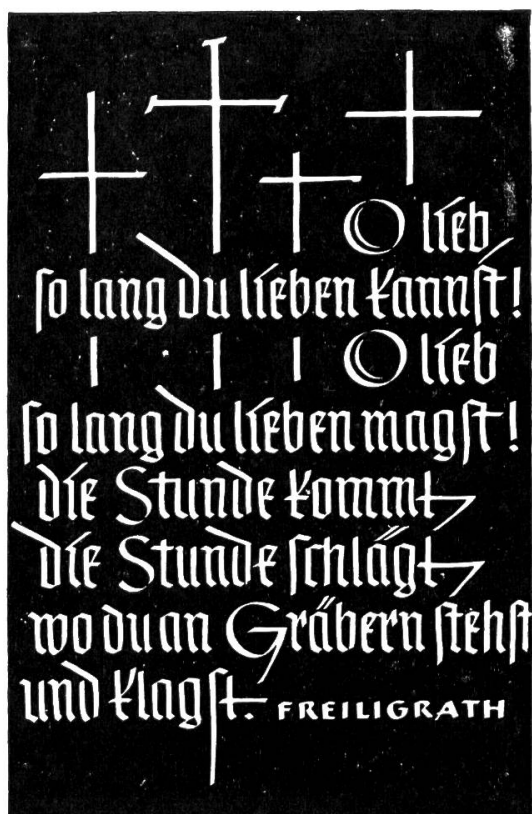 O lieb
so lang du lieben kannst!
O lieb
so lang du lieben magst!
die Stunde kommt,
die Stunde schlägt,
wo du an Gräbern stehst
und klagst. FREILIGRATH